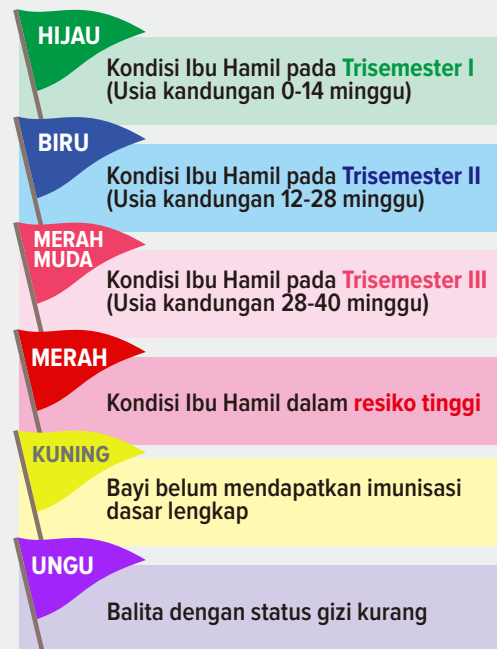 HIJAU
Kondisi Ibu Hamil pada Trisemester I
(Usia kandungan 0-14 minggu)
BIRU
Kondisi Ibu Hamil pada Trisemester II
(Usia kandungan 12-28 minggu)
MERAH
MUDA
Kondisi Ibu Hamil pada Trisemester III
(Usia kandungan 28-40 minggu)
MERAH
Kondisi Ibu Hamil dalam resiko tinggi
KUNING
Bayi belum mendapatkan imunisasi
dasar lengkap
UNGU
Balita dengan status gizi kurang